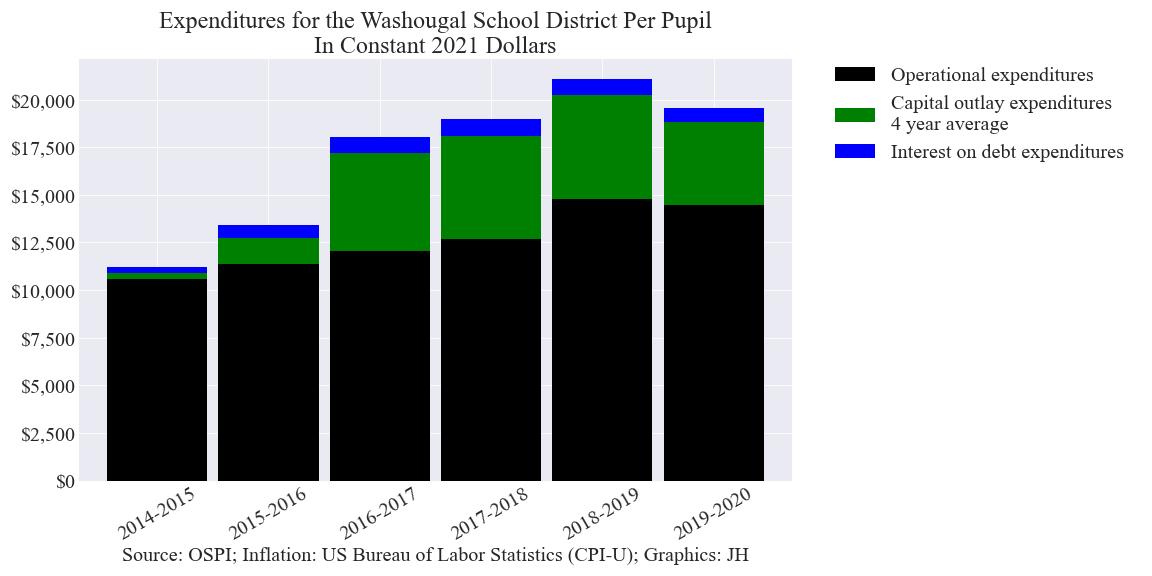 Expenditures for the Washougal School District Per Pupil
In Constant 2021 Dollars
$20,000
$17,500
$15,000
$12,500
$10,000
$7,500
$5,000
$2,500
$0
2014-2015
2015-2016
2016-2017
2017-2018
2018-2019
2019-2020
Source: OSPI; Inflation: US Bureau of Labor Statistics (CPI-U); Graphics: JH
Operational expenditures
Capital outlay expenditures
4 year average
Interest on debt expenditures